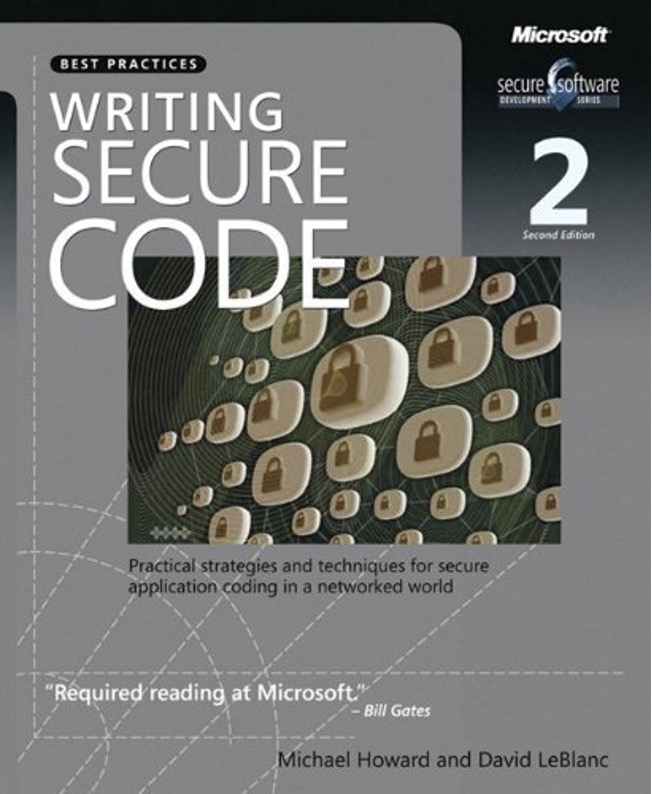 Microsoft
secure software
DEVELOPMENT SERIES
BEST PRACTICES
WRITING
SECURE
CODE
2
Second Edition
Practical strategies and techniques for secure
application coding in a networked world
"Required reading at Microsoft."
– Bill Gates
Michael Howard and David LeBlanc